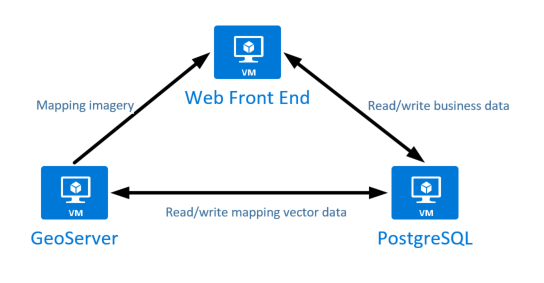 VM
Web Front End
Mapping imagery
Read/write business data
VM
GeoServer
Read/write mapping vector data
VM
PostgreSQL